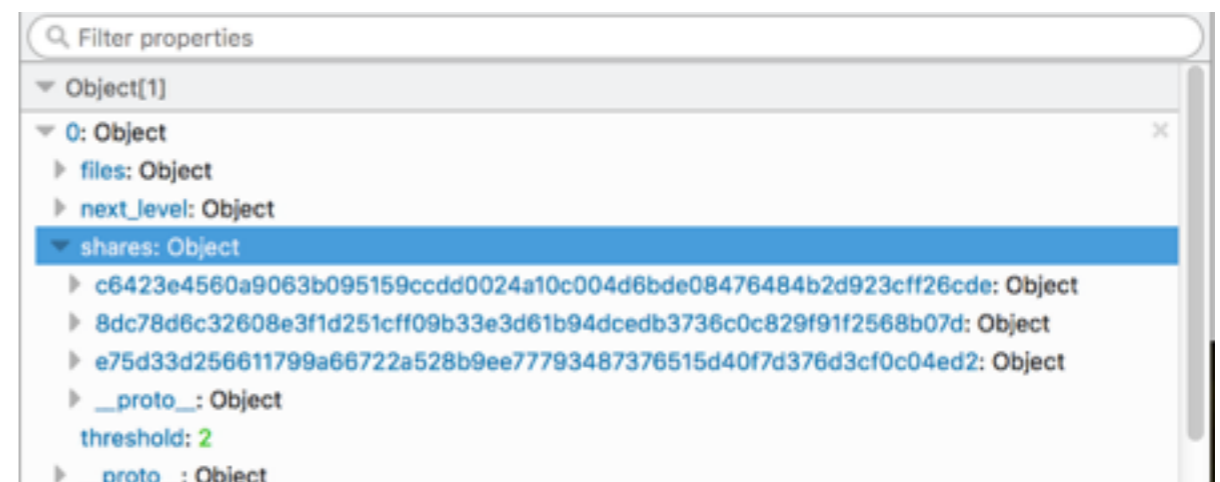 Filter properties
Object[1]
0: Object
files: Object
next_level: Object
shares: Object
c6423e4560a9063b095159ccdd0024a10c004d6bde08476484b2d923cff26cde: Object
8dc78d6c32608e3f1d251cff09b33e3d61b94dcedb3736c0c829f91f2568b07d: Object
e75d33d256611799a66722a528b9ee77793487376515d40f7d376d3cf0c04ed2: Object
__proto__: Object
threshold: 2
__proto__: Object